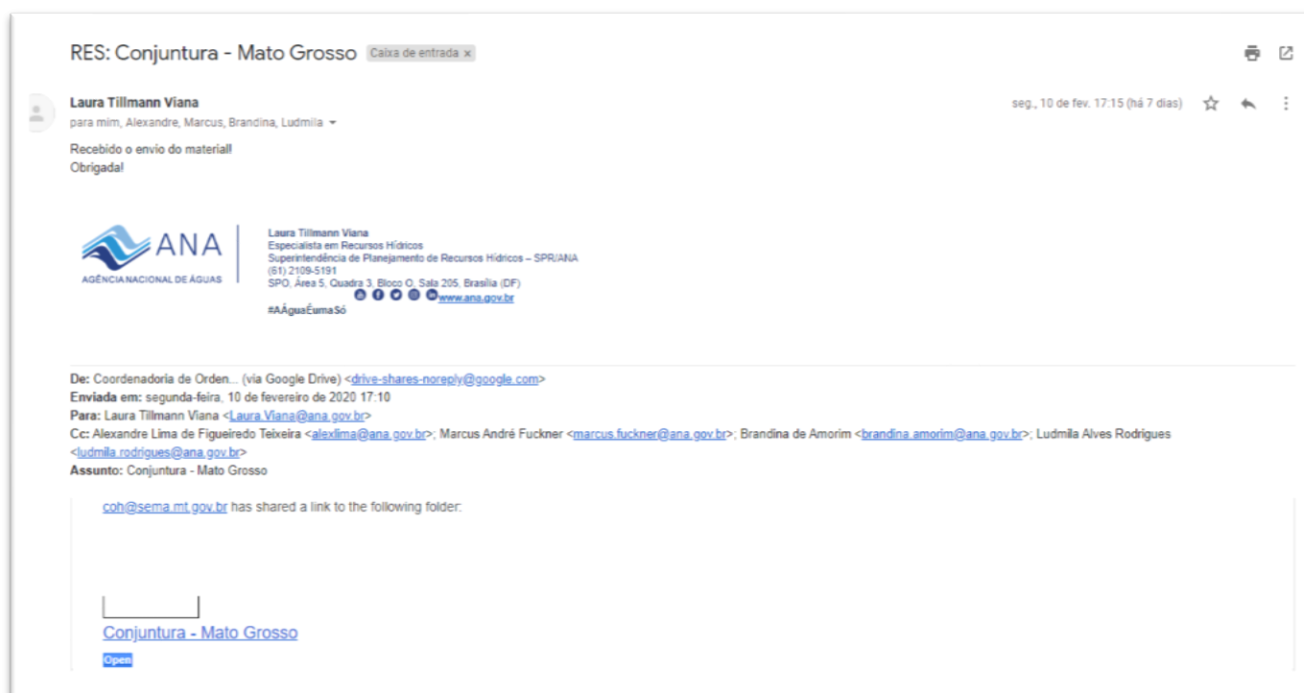 RES: Conjuntura - Mato Grosso Caixa de entrada x
Laura Tillmann Viana seg., 10 de fev. 17:15 (há 7 dias)
para mim, Alexandre, Marcus, Brandina, Ludmila
Recebido o envio do material!
Obrigada!
ANA
AGÊNCIA NACIONAL DE ÁGUAS
Laura Tillmann Viana
Especialista em Recursos Hídricos
Superintendência de Planejamento de Recursos Hídricos – SPR/ANA
(61) 2109-5191
SPO, Área 5, Quadra 3, Bloco O, Sala 205, Brasília (DF)
www.ana.gov.br
#AÁguaÉumaSó
De: Coordenadoria de Orden... (via Google Drive) <drive-shares-noreply@google.com>
Enviada em: segunda-feira, 10 de fevereiro de 2020 17:10
Para: Laura Tillmann Viana <Laura.Viana@ana.gov.br>
Cc: Alexandre Lima de Figueiredo Teixeira <alexlima@ana.gov.br>; Marcus André Fuckner <marcus.fuckner@ana.gov.br>; Brandina de Amorim <brandina.amorim@ana.gov.br>; Ludmila Alves Rodrigues
<ludmila.rodrigues@ana.gov.br>
Assunto: Conjuntura - Mato Grosso
coh@sema.mt.gov.br has shared a link to the following folder:
Conjuntura - Mato Grosso
Open